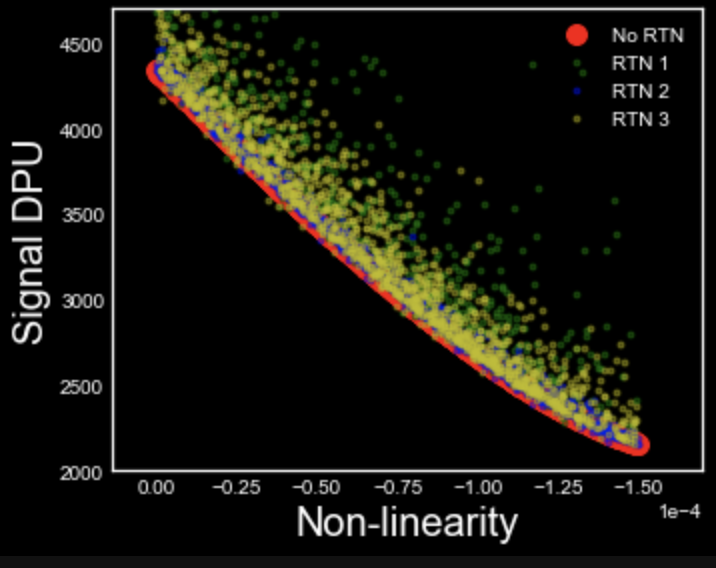 Signal DPU
4500
4000
3500
3000
2500
2000
No RTN
RTN 1
RTN 2
RTN 3
0.00 −0.25 −0.50 −0.75 −1.00 −1.25 −1.50
1e−4
Non-linearity